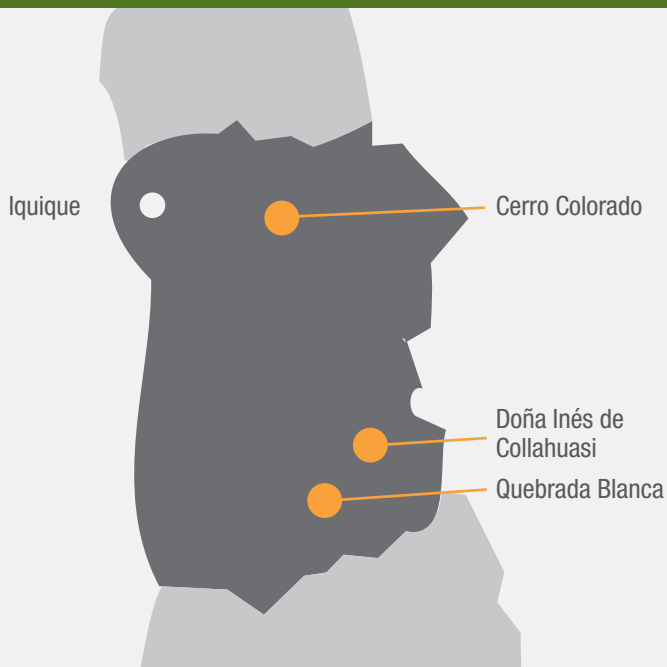 Iquique
Cerro Colorado
Doña Inés de
Collahuasi
Quebrada Blanca